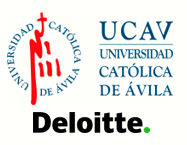 UNIVERSIDAD CATÓLICA DE ÁVILA
UCAV
UNIVERSIDAD
CATÓLICA
DE ÁVILA
Deloitte.